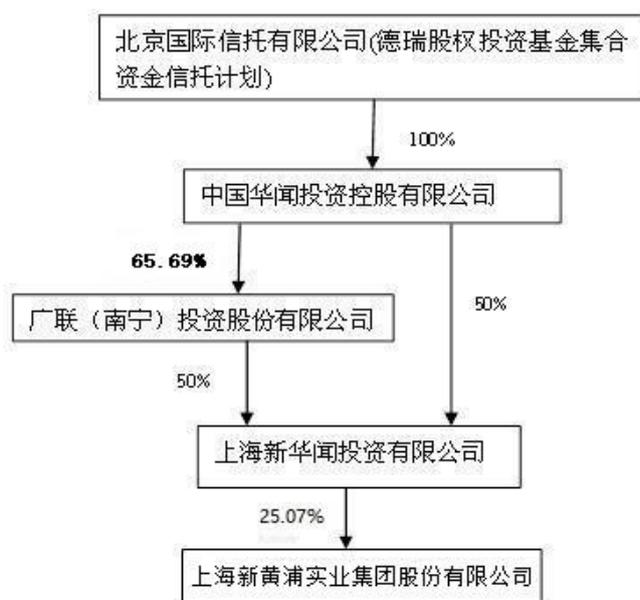 北京国际信托有限公司(德瑞股权投资基金集合
资金信托计划)
100%
中国华闻投资控股有限公司
65.69%
50%
广联（南宁）投资股份有限公司
50%
上海新华闻投资有限公司
25.07%
上海新黄浦实业集团股份有限公司